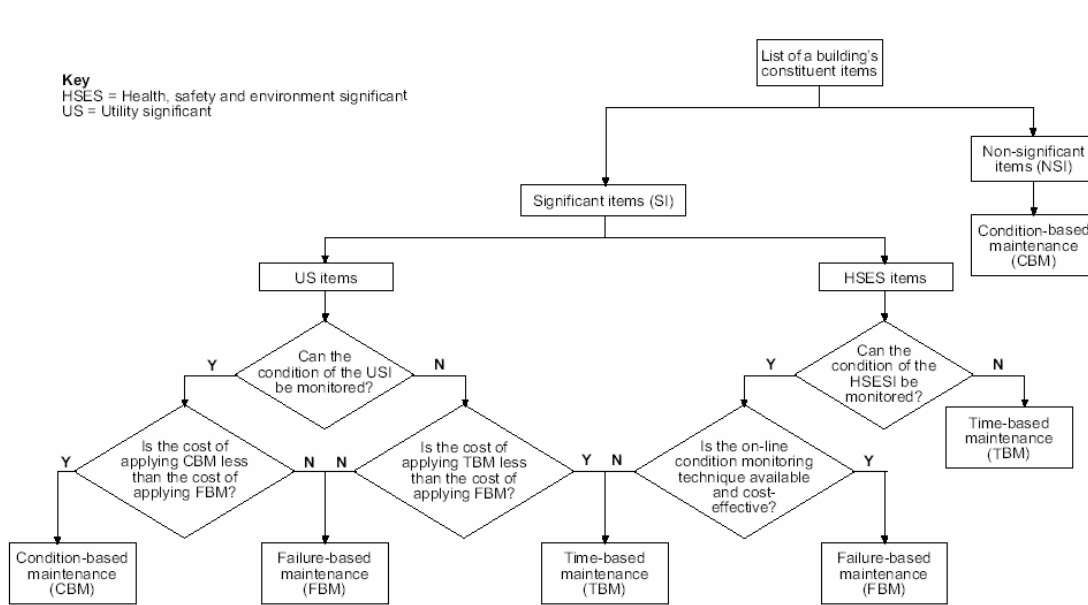 List of a building's
constituent items
Key
HSES = Health, safety and environment significant
US = Utility significant
Non-significant
items (NSI)
Significant items (SI)
Condition-based
maintenance
(CBM)
US items
HSES items
Can the
condition of the USI
be monitored?
Y
N
Can the
condition of the
HSESI be
monitored?
Y
N
Time-based
maintenance
(TBM)
Is the cost of
applying CBM less
than the cost of
applying FBM?
Y
N
Is the cost of
applying TBM less
than the cost of
applying FBM?
N
Y
Is the on-line
condition monitoring
technique available
and cost-
effective?
N
Y
Condition-based
maintenance
(CBM)
Failure-based
maintenance
(FBM)
Time-based
maintenance
(TBM)
Failure-based
maintenance
(FBM)